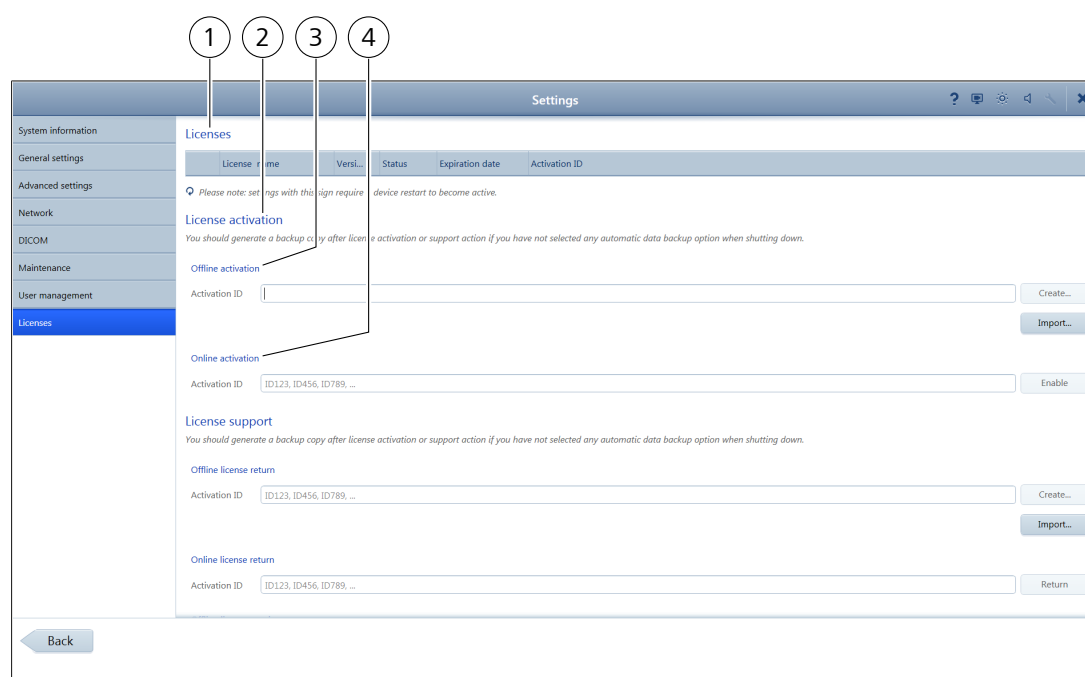 1 2 3 4
Settings
?
System information
General settings
Advanced settings
Network
DICOM
Maintenance
User management
Licenses
Licenses
License name Versi... Status Expiration date Activation ID
Please note: settings with this sign require device restart to become active.
License activation
You should generate a backup copy after license activation or support action if you have not selected any automatic data backup option when shutting down.
Offline activation
Activation ID Create...
Import...
Online activation
Activation ID ID123, ID456, ID789, ... Enable
License support
You should generate a backup copy after license activation or support action if you have not selected any automatic data backup option when shutting down.
Offline license return
Activation ID ID123, ID456, ID789, ... Create...
Import...
Online license return
Activation ID ID123, ID456, ID789, ... Return
Back